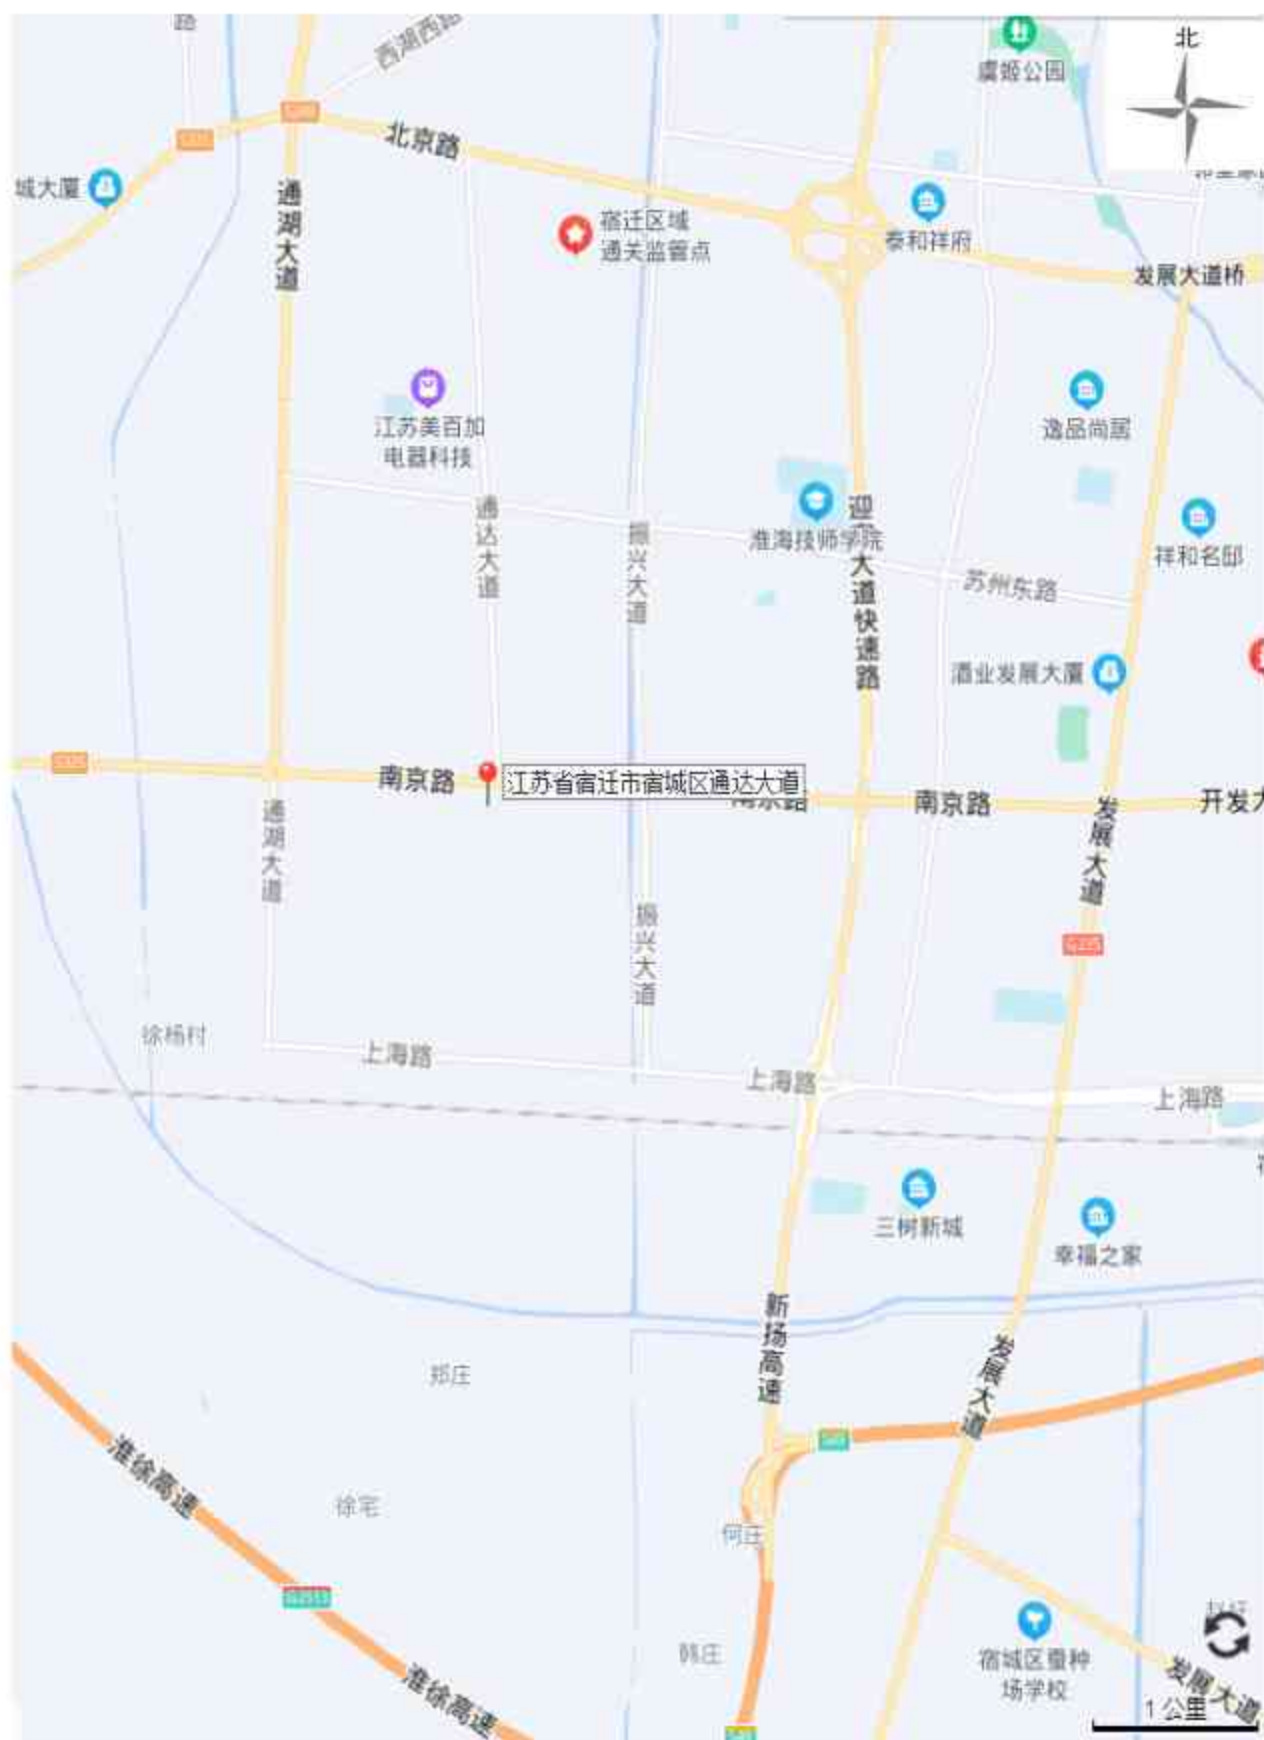 路
西湖西路
虞姬公园
北
北京路
城大厦
通湖大道
宿迁区域
通关监管点
泰和祥府
发展大道桥
江苏美百加
电器科技
逸品尚居
通达大道
振兴大道
淮海技师学院
大道快速路
祥和名邸
苏州东路
酒业发展大厦
S325
南京路
江苏省宿迁市宿城区通达大道
南京路
南京路
开发大
通湖大道
发展大道
振兴大道
徐杨村
上海路
上海路
上海路
三树新城
幸福之家
新扬高速
发展大道
郑庄
淮徐高速
徐宅
何庄
G2513
韩庄
宿城区蚕种
场学校
淮徐高速
发展大道
1公里